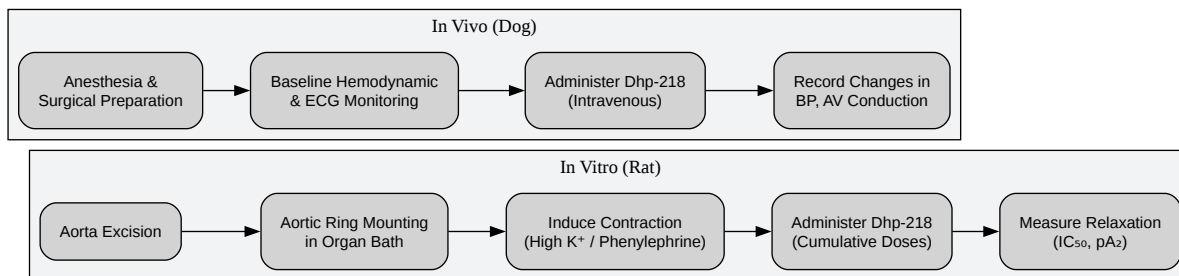 In Vivo (Dog)
Anesthesia &
Surgical Preparation
Baseline Hemodynamic
& ECG Monitoring
Administer Dhp-218
(Intravenous)
Record Changes in
BP, AV Conduction
In Vitro (Rat)
Aorta Excision
Aortic Ring Mounting
in Organ Bath
Induce Contraction
(High K⁺ / Phenylephrine)
Administer Dhp-218
(Cumulative Doses)
Measure Relaxation
(IC₅₀, pA₂)